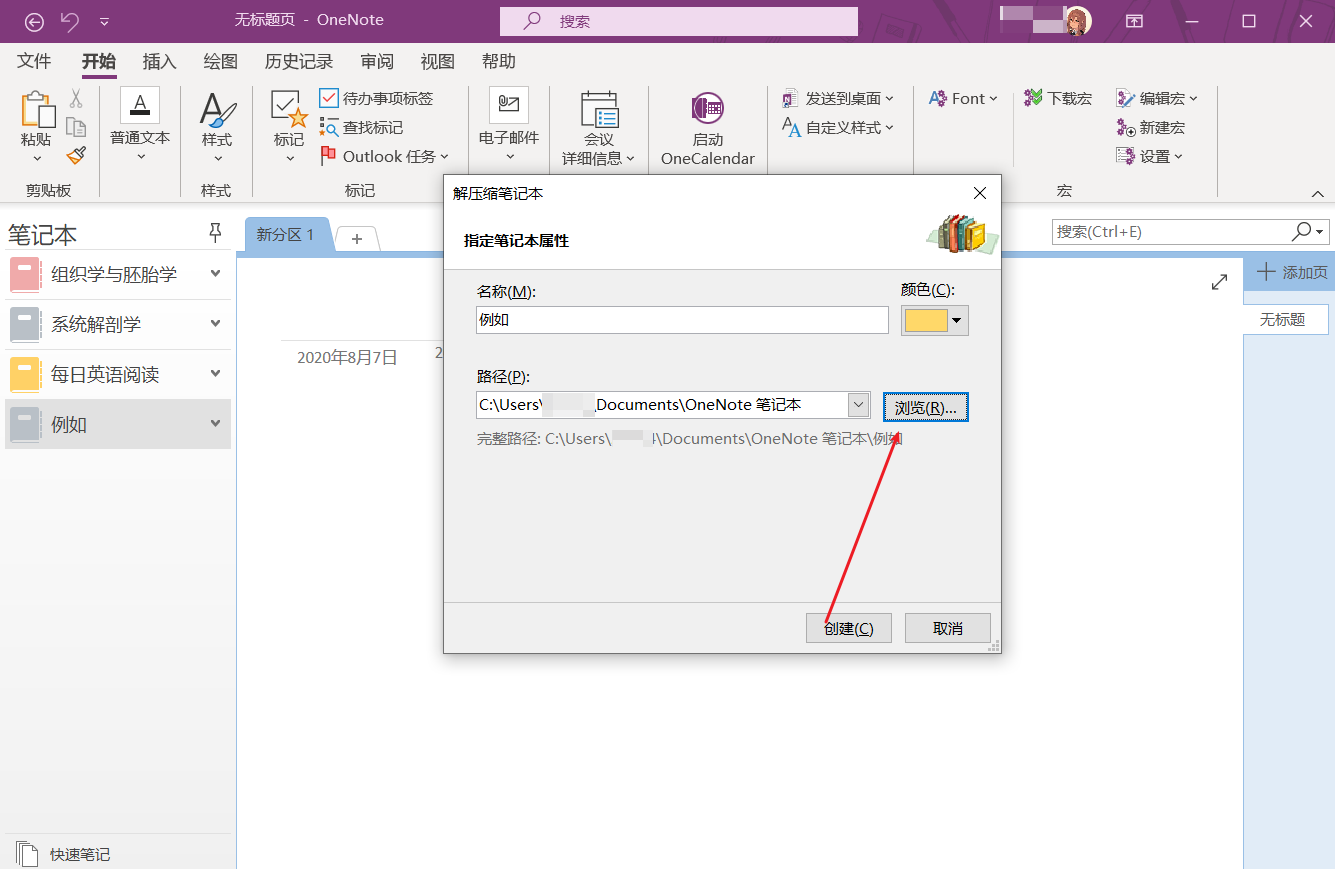 无标题页 - OneNote
搜索
文件 开始 插入 绘图 历史记录 审阅 视图 帮助
粘贴
剪贴板
A
普通文本
样式
样式
标记
待办事项标签
查找标记
Outlook 任务
标记
电子邮件
会议
详细信息
启动
OneCalendar
发送到桌面
自定义样式
Font
下载宏
编辑宏
新建宏
设置
宏
笔记本
组织学与胚胎学
系统解剖学
每日英语阅读
例如
快速笔记
新分区 1
+
搜索(Ctrl+E)
添加页
无标题
2020年8月7日
2
解压缩笔记本
指定笔记本属性
名称(M):
颜色(C):
例如
路径(P):
C:\Users\ \Documents\OneNote 笔记本
浏览(R)...
完整路径: C:\Users\ 4\Documents\OneNote 笔记本\例如
创建(C)
取消